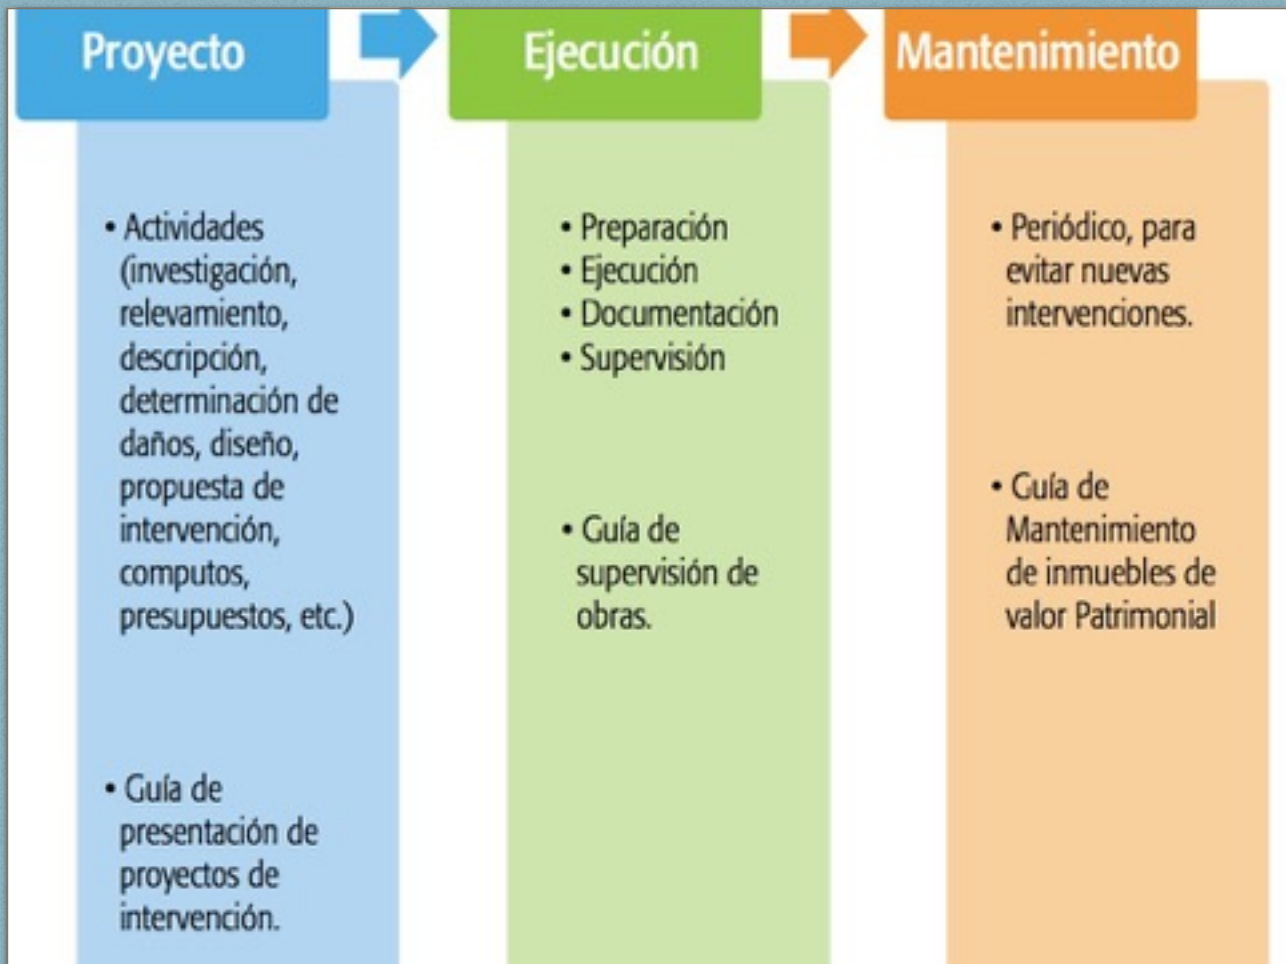 Proyecto
• Actividades
(investigación,
relevamiento,
descripción,
determinación de
daños, diseño,
propuesta de
intervención,
computos,
presupuestos, etc.)
• Guía de
presentación de
proyectos de
intervención.
Ejecución
• Preparación
• Ejecución
• Documentación
• Supervisión
• Guía de
supervisión de
obras.
Mantenimiento
• Periódico, para
evitar nuevas
intervenciones.
• Guía de
Mantenimiento
de inmuebles de
valor Patrimonial